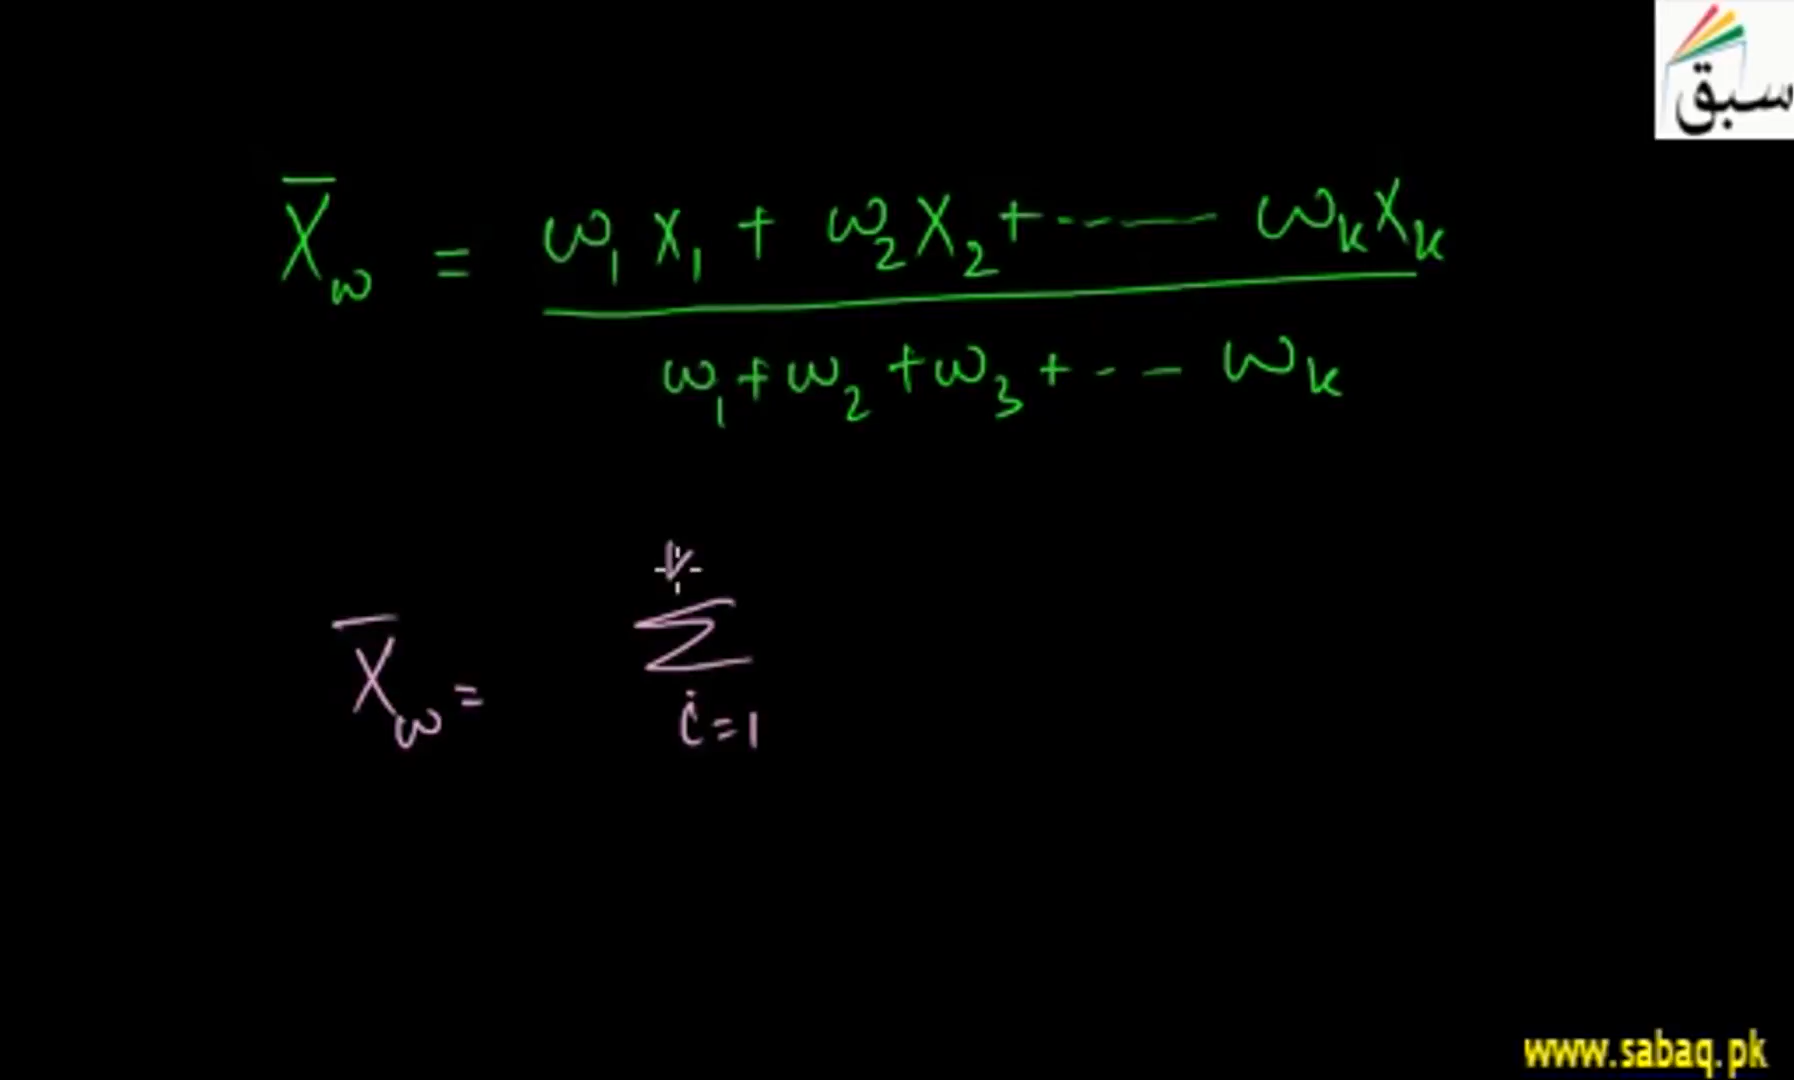 سبق
X̄w = w₁x₁ + w₂x₂ + ------ wₖxₖ
w₁ + w₂ + w₃ + --- wₖ
k
X̄w = Σ
i=1
www.sabaq.pk